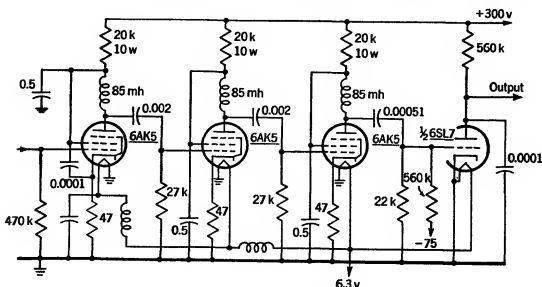 +300 v
20 k
10 w
20 k
10 w
20 k
10 w
560 k
0.5
85 mh
85 mh
85 mh
Output
0.002
0.002
0.00051
6AK5
6AK5
6AK5
½ 6SL7
0.0001
0.0001
470 k
47
27 k
0.5
47
27 k
0.5
47
22 k
560 k
-75
6.3 v